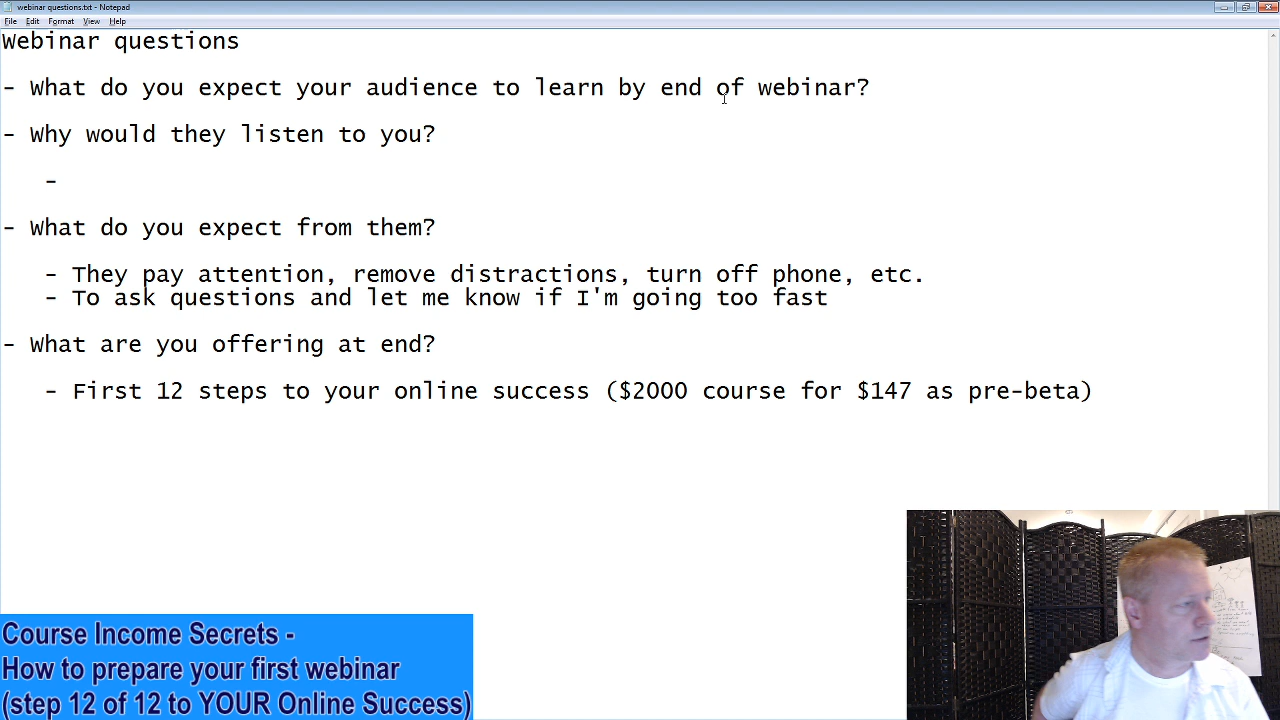 webinar questions.txt - Notepad
File Edit Format View Help
Webinar questions
- What do you expect your audience to learn by end of webinar?
- Why would they listen to you?
-
- What do you expect from them?
- They pay attention, remove distractions, turn off phone, etc.
- To ask questions and let me know if I'm going too fast
- What are you offering at end?
- First 12 steps to your online success ($2000 course for $147 as pre-beta)
Course Income Secrets -
How to prepare your first webinar
(step 12 of 12 to YOUR Online Success)